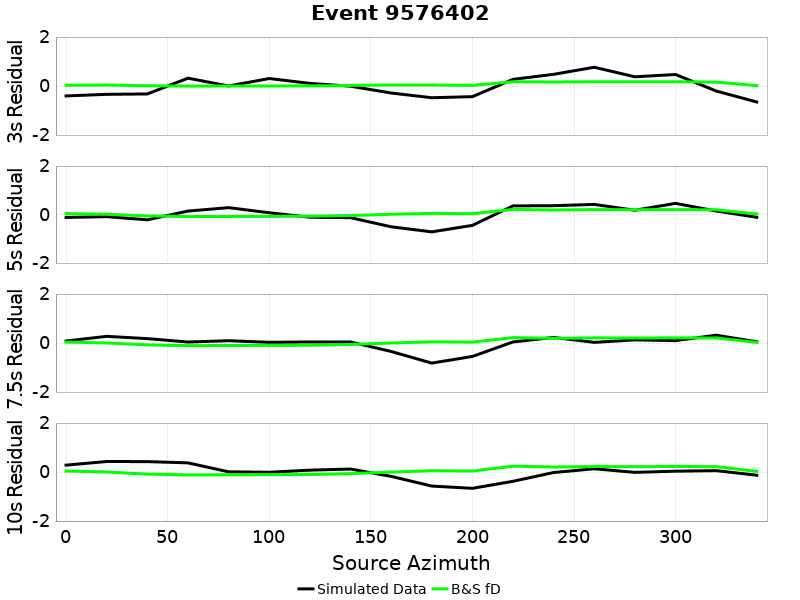 Event 9576402
3s Residual
2
0
-2
5s Residual
2
0
-2
7.5s Residual
2
0
-2
10s Residual
2
0
-2
0 50 100 150 200 250 300
Source Azimuth
Simulated Data B&S fD